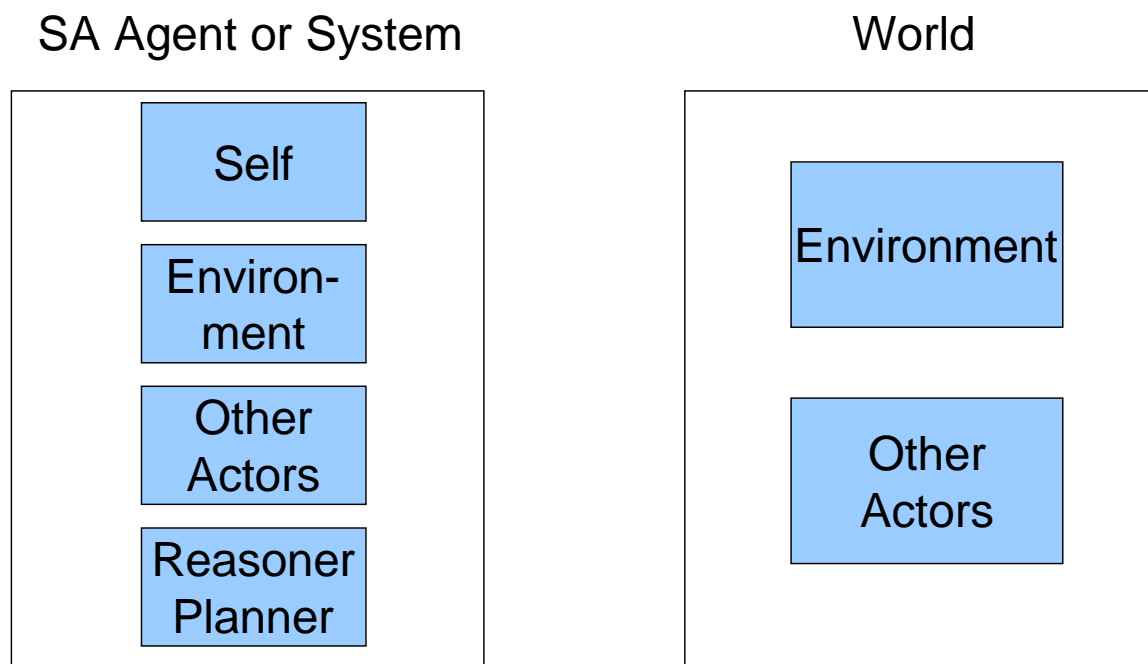 SA Agent or System
World
Self
Environ-
ment
Other
Actors
Reasoner
Planner
Environment
Other
Actors